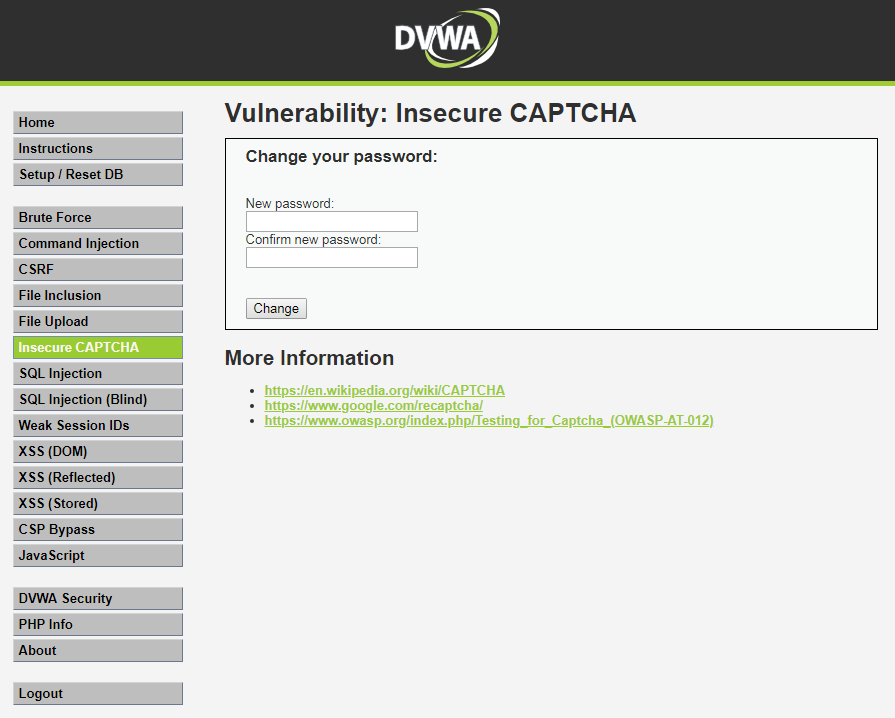 DVWA
Home
Instructions
Setup / Reset DB
Brute Force
Command Injection
CSRF
File Inclusion
File Upload
Insecure CAPTCHA
SQL Injection
SQL Injection (Blind)
Weak Session IDs
XSS (DOM)
XSS (Reflected)
XSS (Stored)
CSP Bypass
JavaScript
DVWA Security
PHP Info
About
Logout
Vulnerability: Insecure CAPTCHA
Change your password:
New password:
Confirm new password:
Change
More Information
https://en.wikipedia.org/wiki/CAPTCHA
https://www.google.com/recaptcha/
https://www.owasp.org/index.php/Testing_for_Captcha_(OWASP-AT-012)